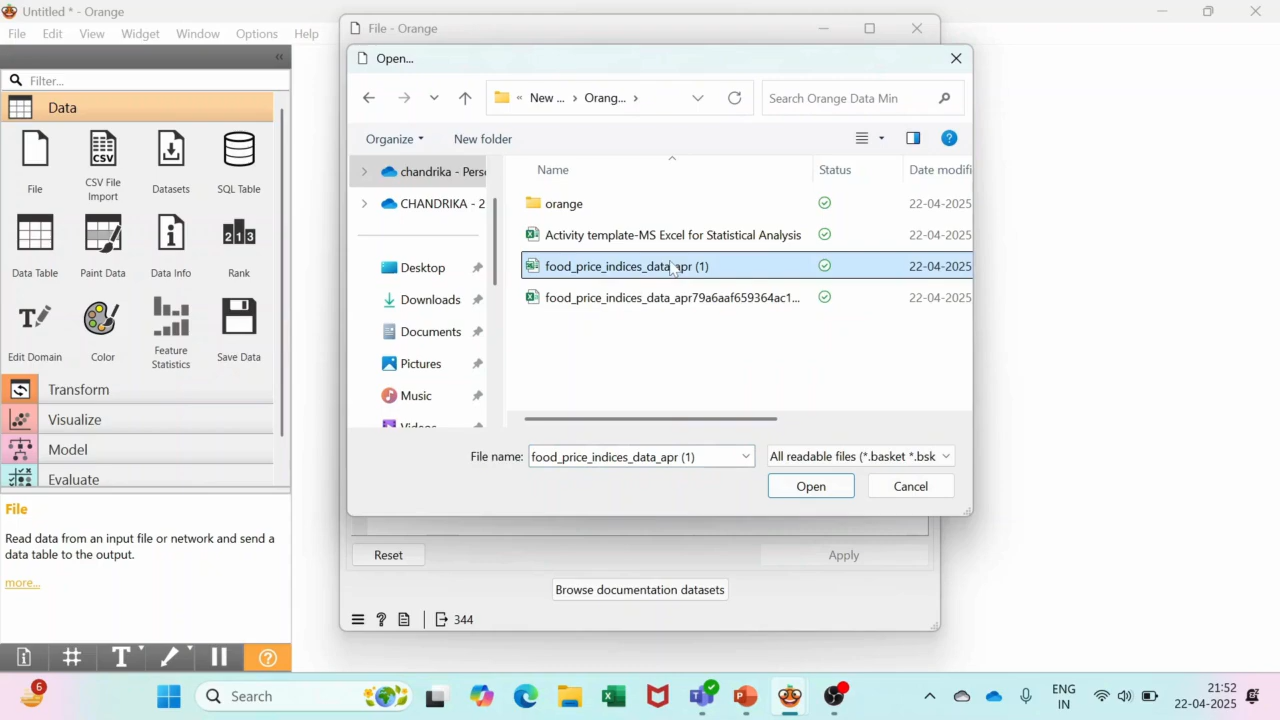 Untitled * - Orange
File Edit View Widget Window Options Help
Filter...
Data
File
CSV File Import
Datasets
SQL Table
Data Table
Paint Data
Data Info
Rank
Edit Domain
Color
Feature Statistics
Save Data
Transform
Visualize
Model
Evaluate
File
Read data from an input file or network and send a
data table to the output.
more...
File - Orange
Open...
« New ... › Orang... ›
Search Orange Data Min
Organize New folder
chandrika - Perso
CHANDRIKA - 2
Desktop
Downloads
Documents
Pictures
Music
Videos
Name Status Date modifi
orange 22-04-2025
Activity template-MS Excel for Statistical Analysis 22-04-2025
food_price_indices_data_apr (1) 22-04-2025
food_price_indices_data_apr79a6aaf659364ac1... 22-04-2025
File name: food_price_indices_data_apr (1) All readable files (*.basket *.bsk
Open Cancel
Reset Apply
Browse documentation datasets
344
6
Search
ENG
IN
21:52
22-04-2025